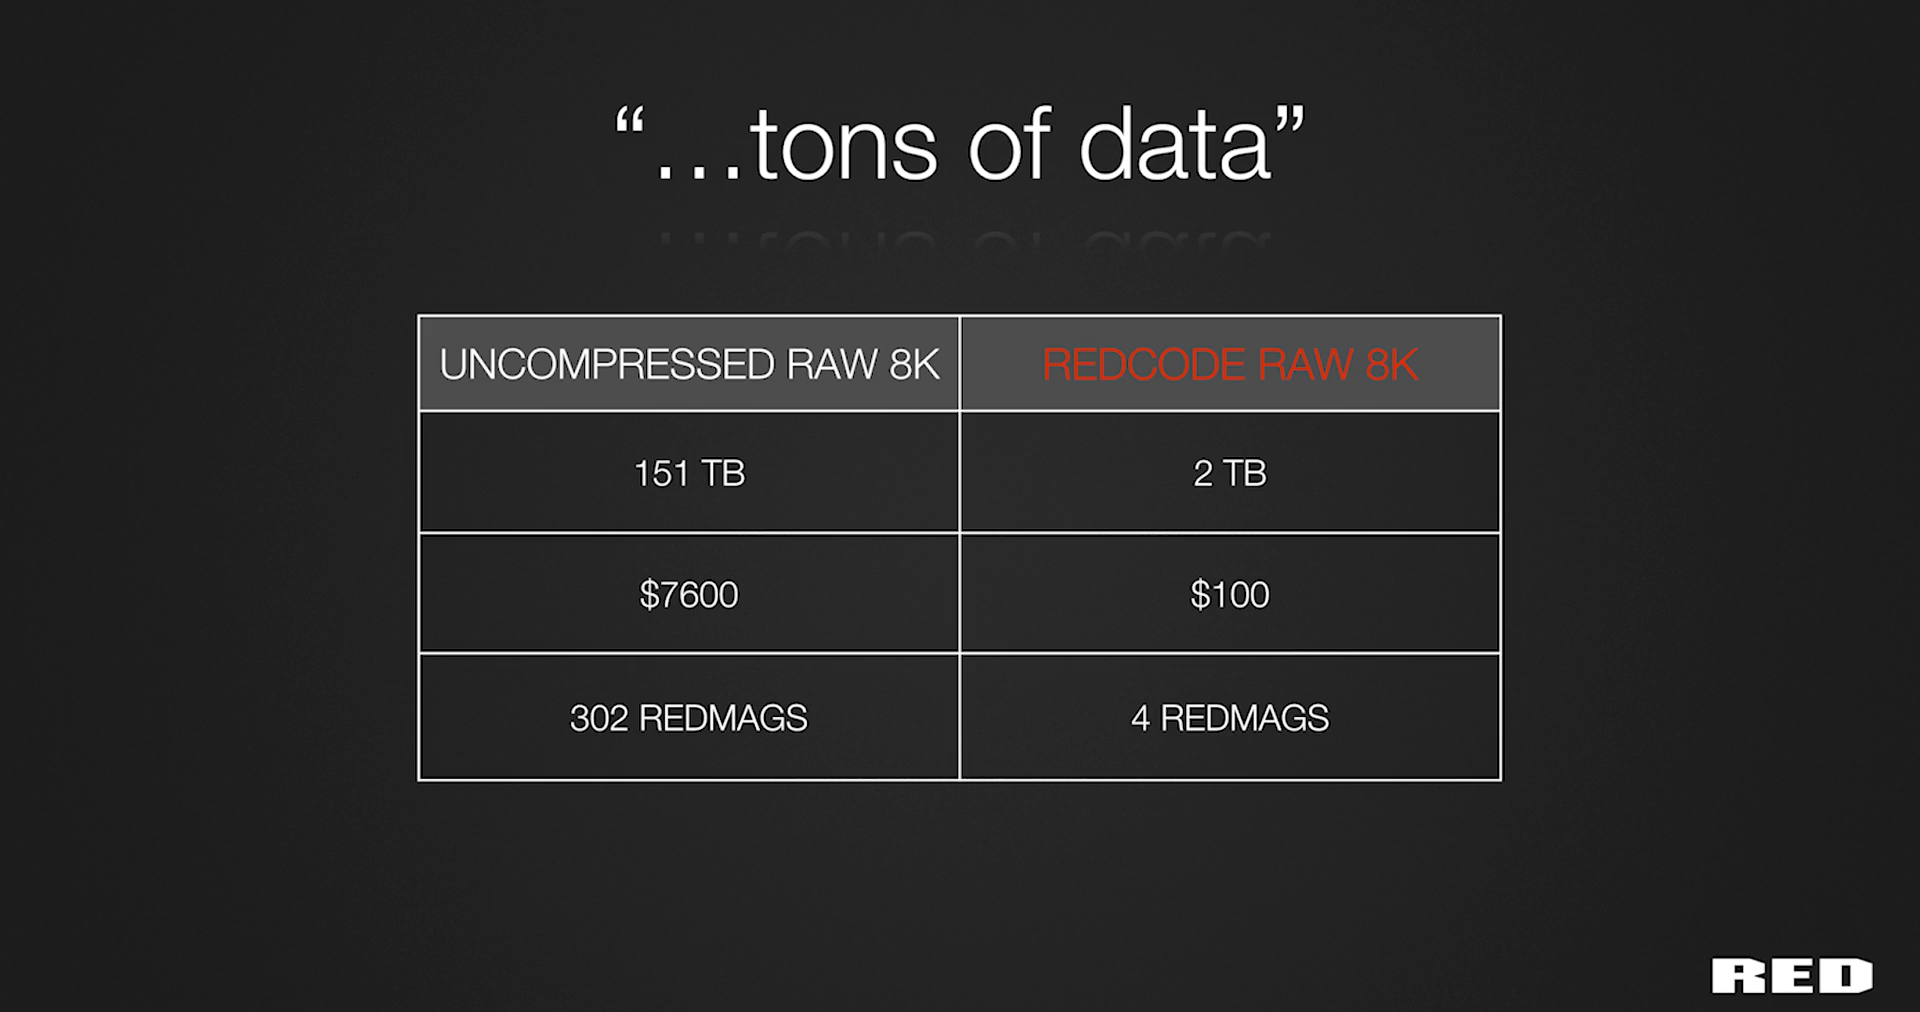 “…tons of data”
UNCOMPRESSED RAW 8K
REDCODE RAW 8K
151 TB
2 TB
$7600
$100
302 REDMAGS
4 REDMAGS
RED